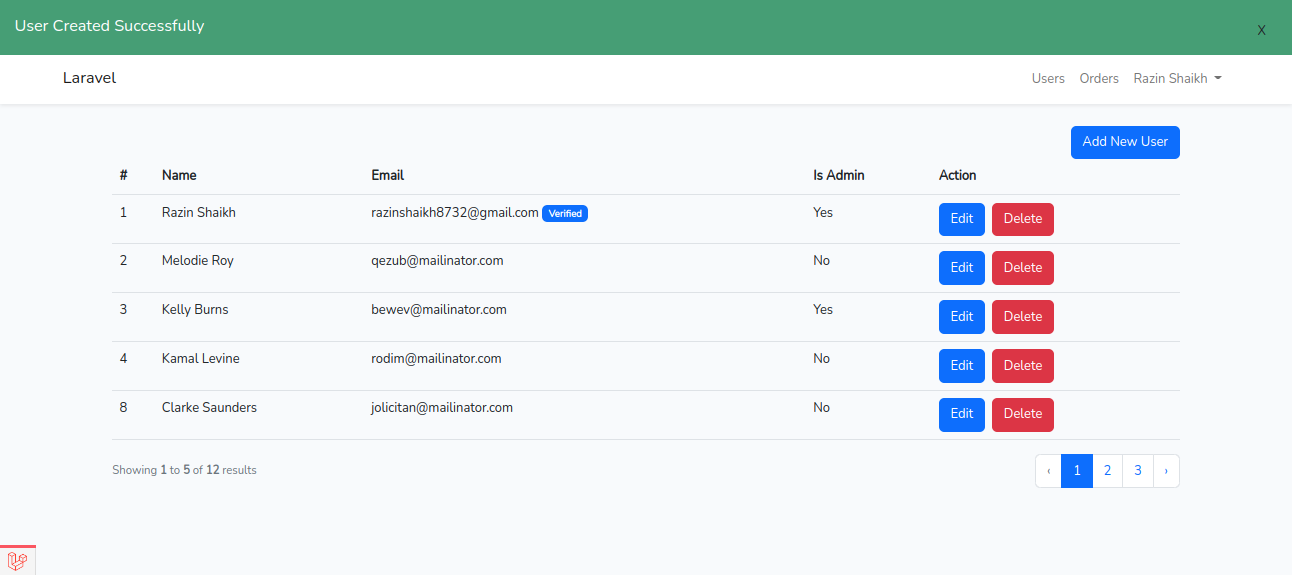 User Created Successfully X
Laravel Users Orders Razin Shaikh
Add New User
# Name Email Is Admin Action
1 Razin Shaikh razinshaikh8732@gmail.com Verified Yes Edit Delete
2 Melodie Roy qezub@mailinator.com No Edit Delete
3 Kelly Burns bewev@mailinator.com Yes Edit Delete
4 Kamal Levine rodim@mailinator.com No Edit Delete
8 Clarke Saunders jolicitan@mailinator.com No Edit Delete
Showing 1 to 5 of 12 results ‹ 1 2 3 ›